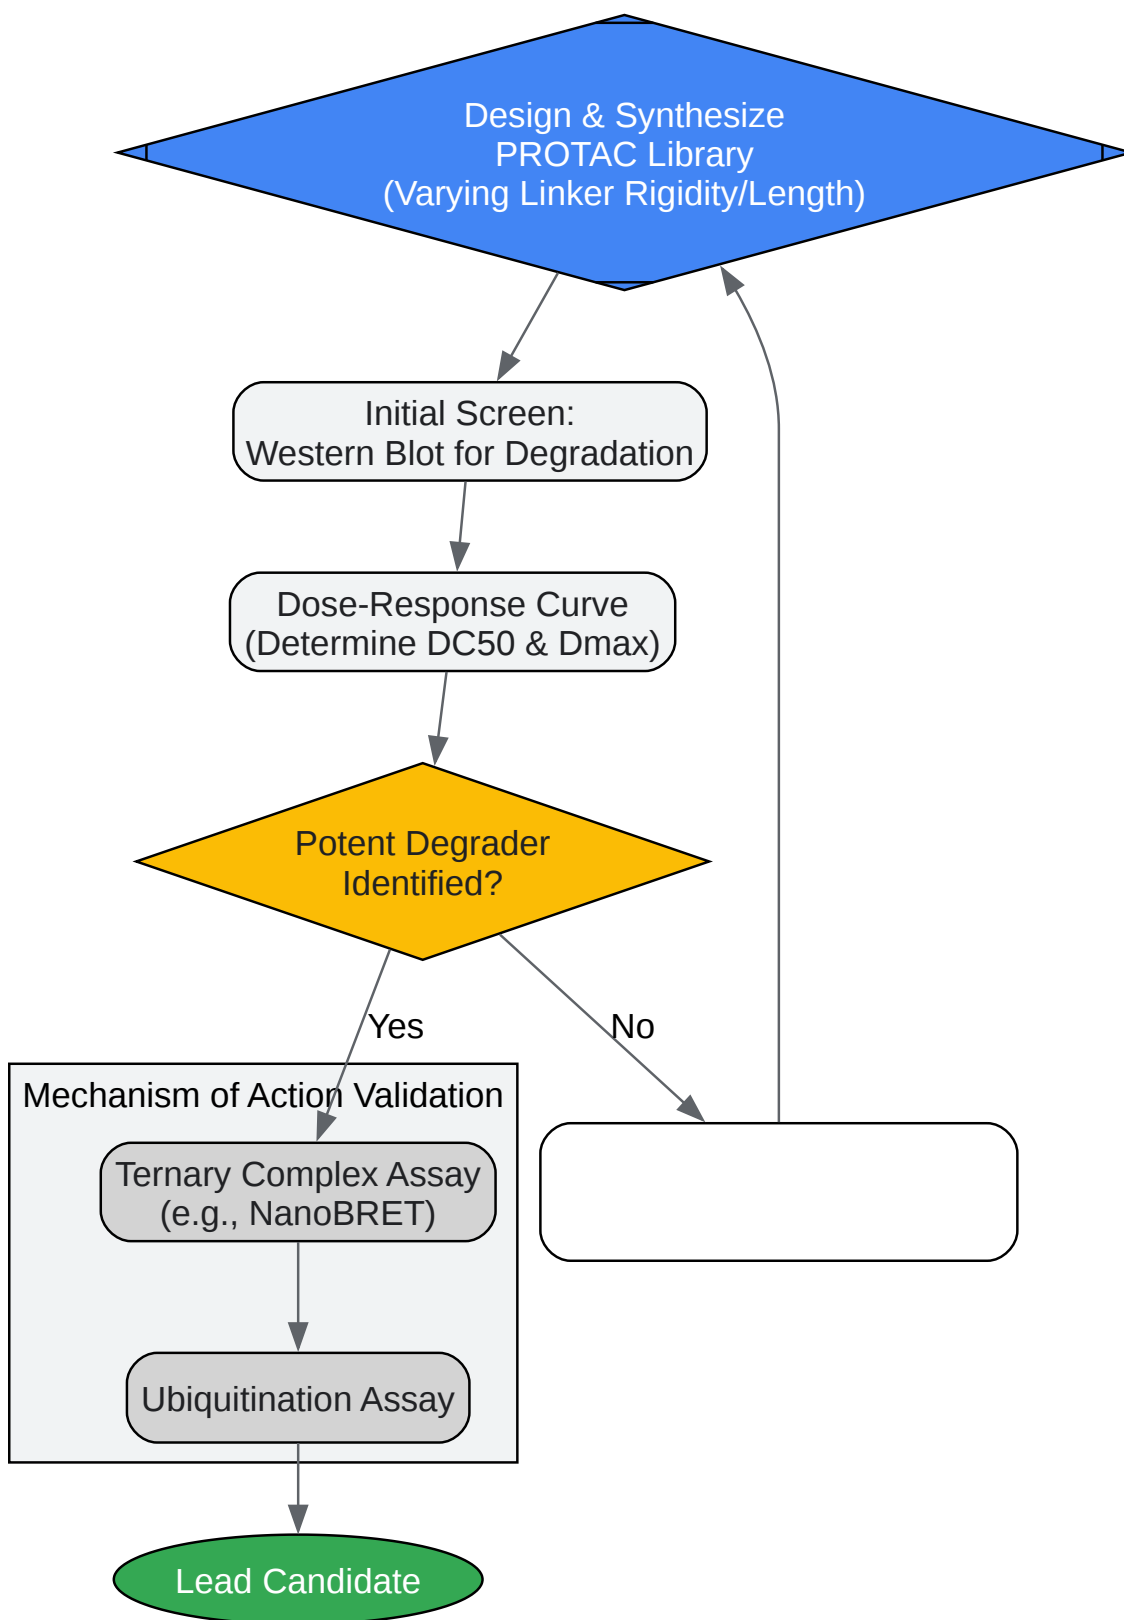 Design & Synthesize
PROTAC Library
(Varying Linker Rigidity/Length)
Initial Screen:
Western Blot for Degradation
Dose-Response Curve
(Determine DC50 & Dmax)
Potent Degrader
Identified?
Yes
No
Mechanism of Action Validation
Ternary Complex Assay
(e.g., NanoBRET)
Ubiquitination Assay
Lead Candidate